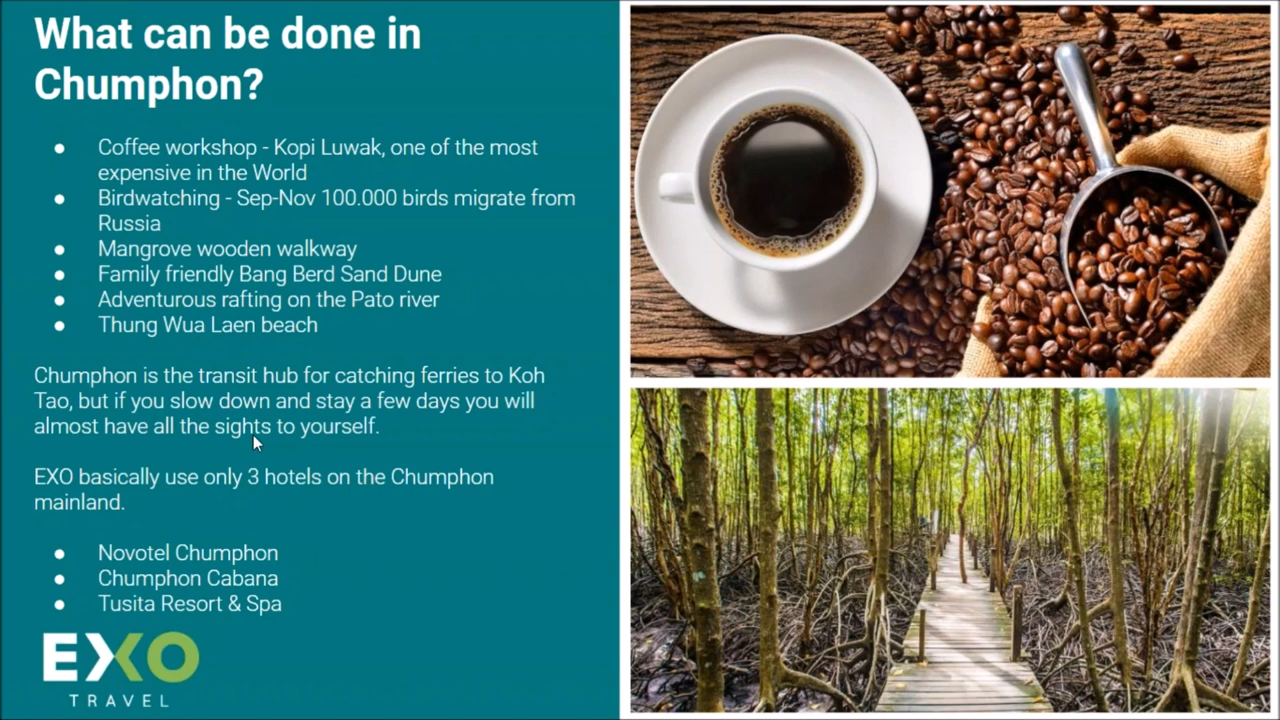 What can be done in
Chumphon?
● Coffee workshop - Kopi Luwak, one of the most
expensive in the World
● Birdwatching - Sep-Nov 100.000 birds migrate from
Russia
● Mangrove wooden walkway
● Family friendly Bang Berd Sand Dune
● Adventurous rafting on the Pato river
● Thung Wua Laen beach
Chumphon is the transit hub for catching ferries to Koh
Tao, but if you slow down and stay a few days you will
almost have all the sights to yourself.
EXO basically use only 3 hotels on the Chumphon
mainland.
● Novotel Chumphon
● Chumphon Cabana
● Tusita Resort & Spa
EXO
TRAVEL